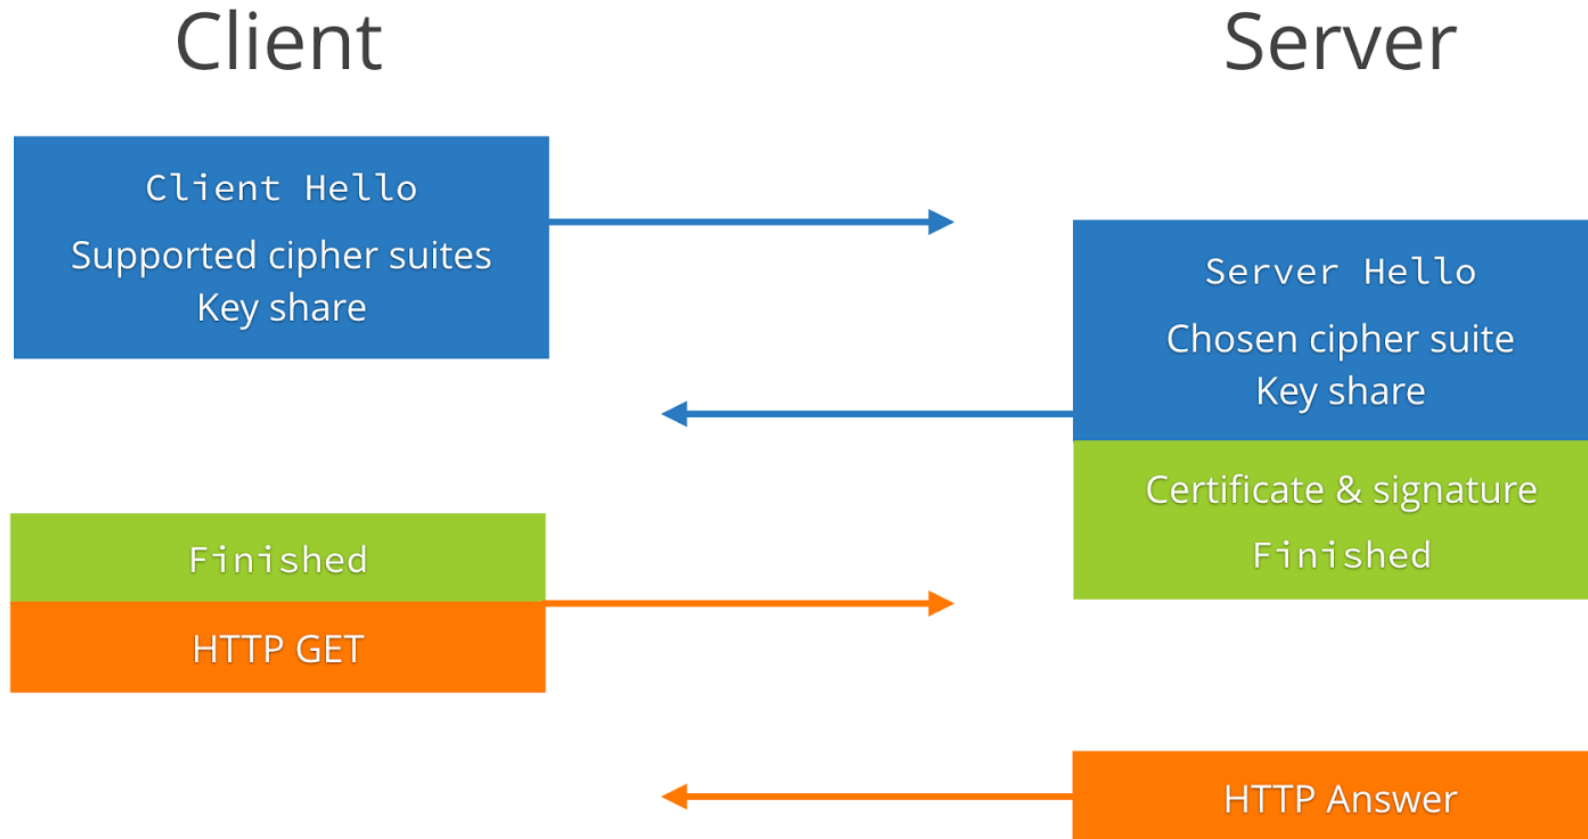 Client
Server
Client Hello
Supported cipher suites
Key share
Server Hello
Chosen cipher suite
Key share
Certificate & signature
Finished
Finished
HTTP GET
HTTP Answer